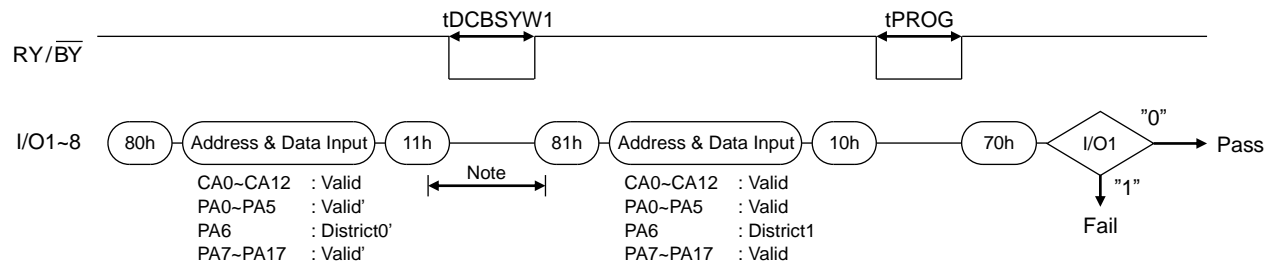 tDCBSYW1
tPROG
RY/BY
I/O1~8
80h
Address & Data Input
11h
81h
Address & Data Input
10h
70h
I/O1
"0"
Pass
"1"
Fail
Note
CA0~CA12 : Valid
PA0~PA5 : Valid'
PA6 : District0'
PA7~PA17 : Valid'
CA0~CA12 : Valid
PA0~PA5 : Valid
PA6 : District1
PA7~PA17 : Valid